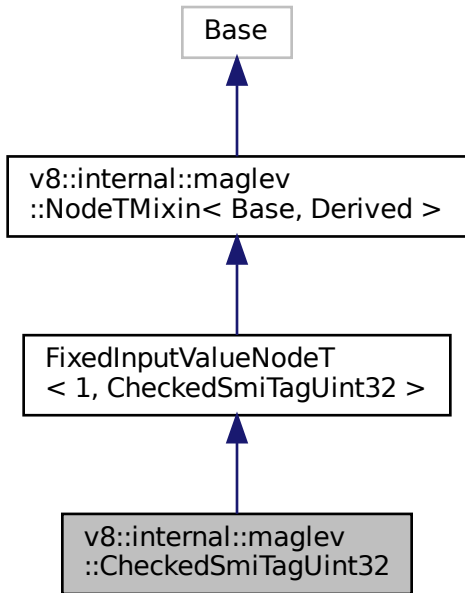 Base
v8::internal::maglev
::NodeTMixin< Base, Derived >
FixedInputValueNodeT
< 1, CheckedSmiTagUint32 >
v8::internal::maglev
::CheckedSmiTagUint32